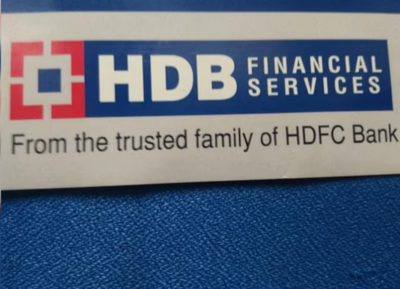 HDB FINANCIAL
SERVICES
From the trusted family of HDFC Bank